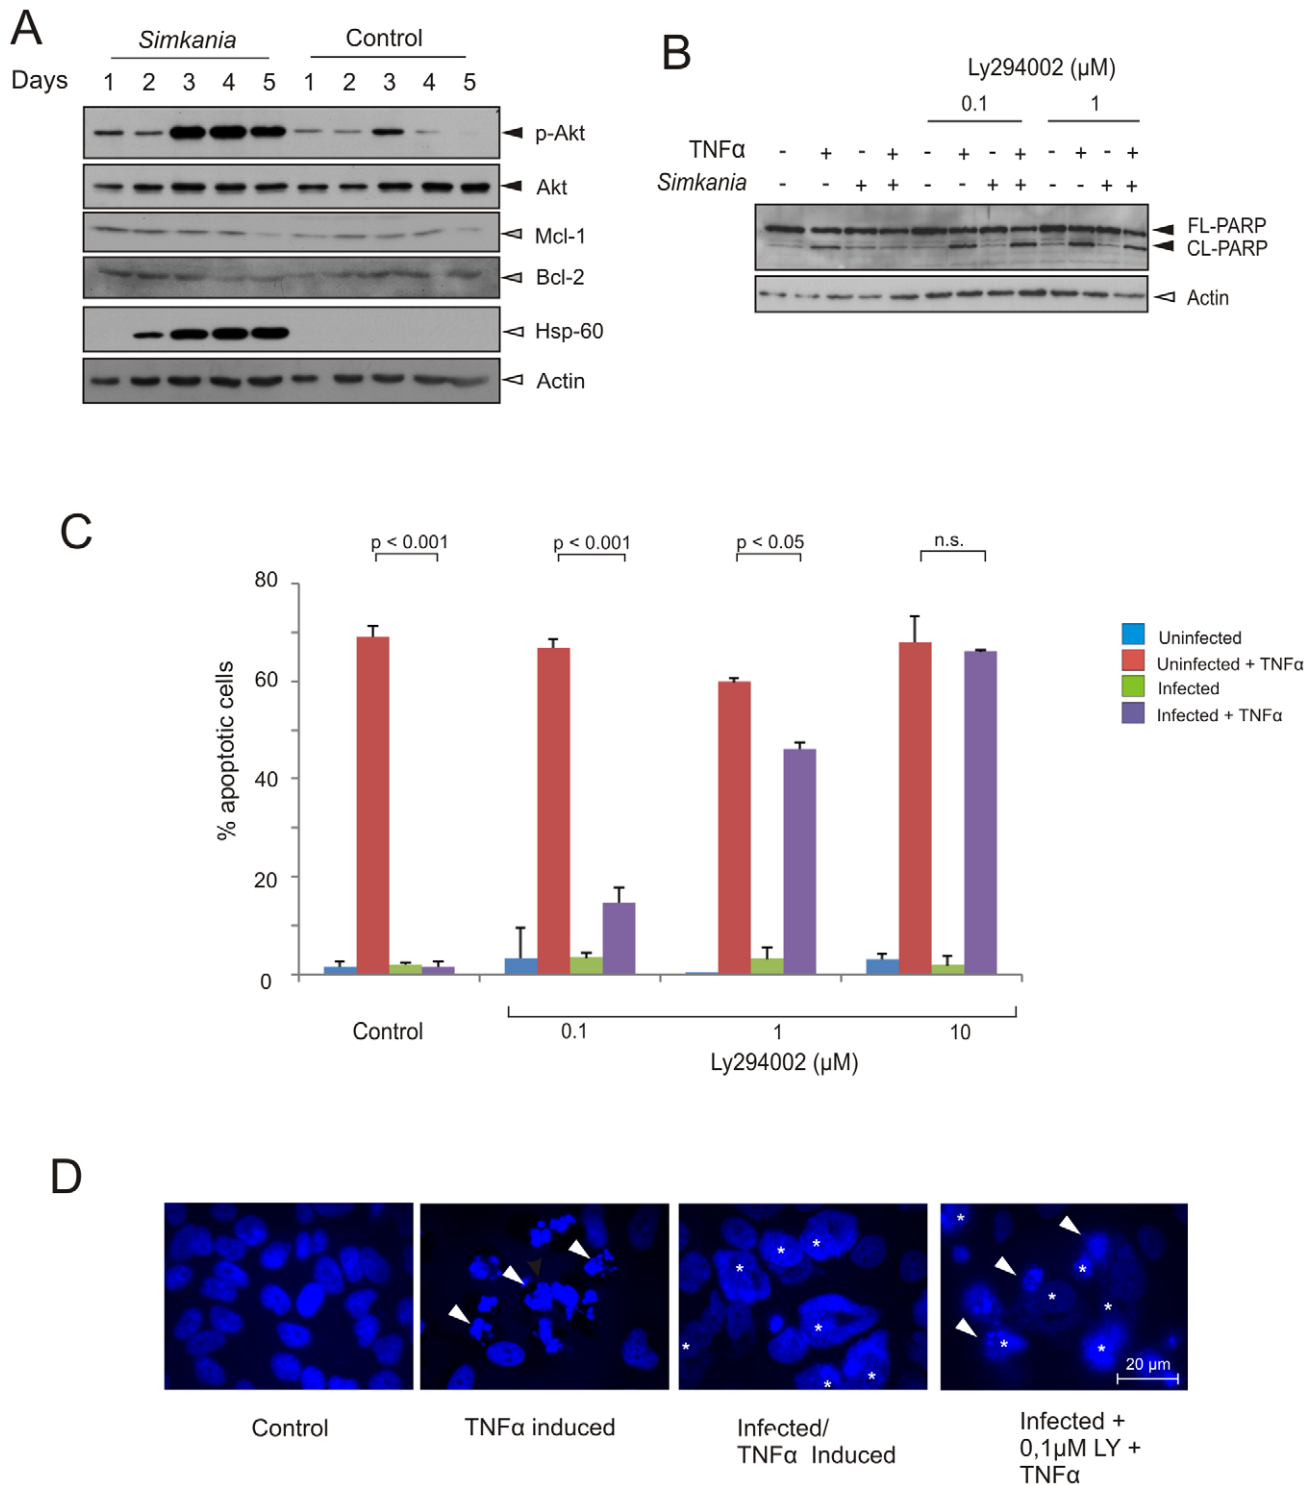 A
Simkania
Control
Days
1 2 3 4 5 1 2 3 4 5
p-Akt
Akt
Mcl-1
Bcl-2
Hsp-60
Actin
B
Ly294002 (µM)
0.1 1
TNFα - + - + - + - + - + +
Simkania - - + + - - + + - - + +
FL-PARP
CL-PARP
Actin
C
p < 0.001
p < 0.001
p < 0.05
n.s.
% apoptotic cells
80
60
40
20
0
Uninfected
Uninfected + TNFα
Infected
Infected + TNFα
Control
0.1
1
10
Ly294002 (µM)
D
* * * * * * *
* * * * * *
20 µm
Control
TNFα induced
Infected/
TNFα Induced
Infected +
0,1µM LY +
TNFα